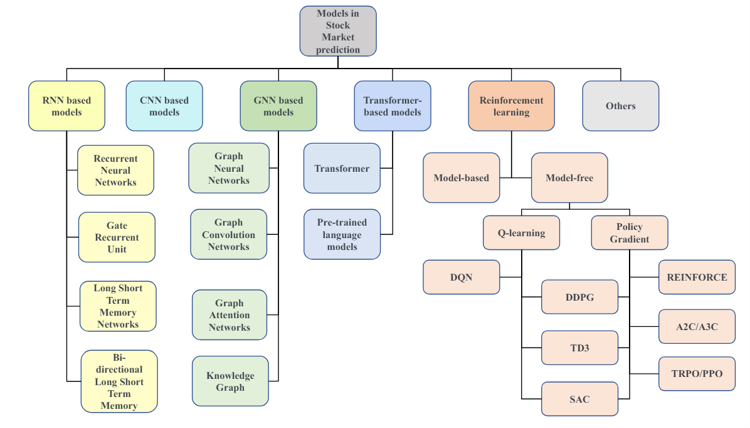 Models in
Stock
Market
prediction
RNN based
models
CNN based
models
GNN based
models
Transformer-
based models
Reinforcement
learning
Others
Recurrent
Neural
Networks
Graph
Neural
Networks
Transformer
Model-based
Model-free
Gate
Recurrent
Unit
Graph
Convolution
Networks
Pre-trained
language
models
Q-learning
Policy
Gradient
Long Short
Term
Memory
Networks
Graph
Attention
Networks
DQN
DDPG
REINFORCE
TD3
A2C/A3C
Bi-
directional
Long Short
Term
Memory
Knowledge
Graph
SAC
TRPO/PPO